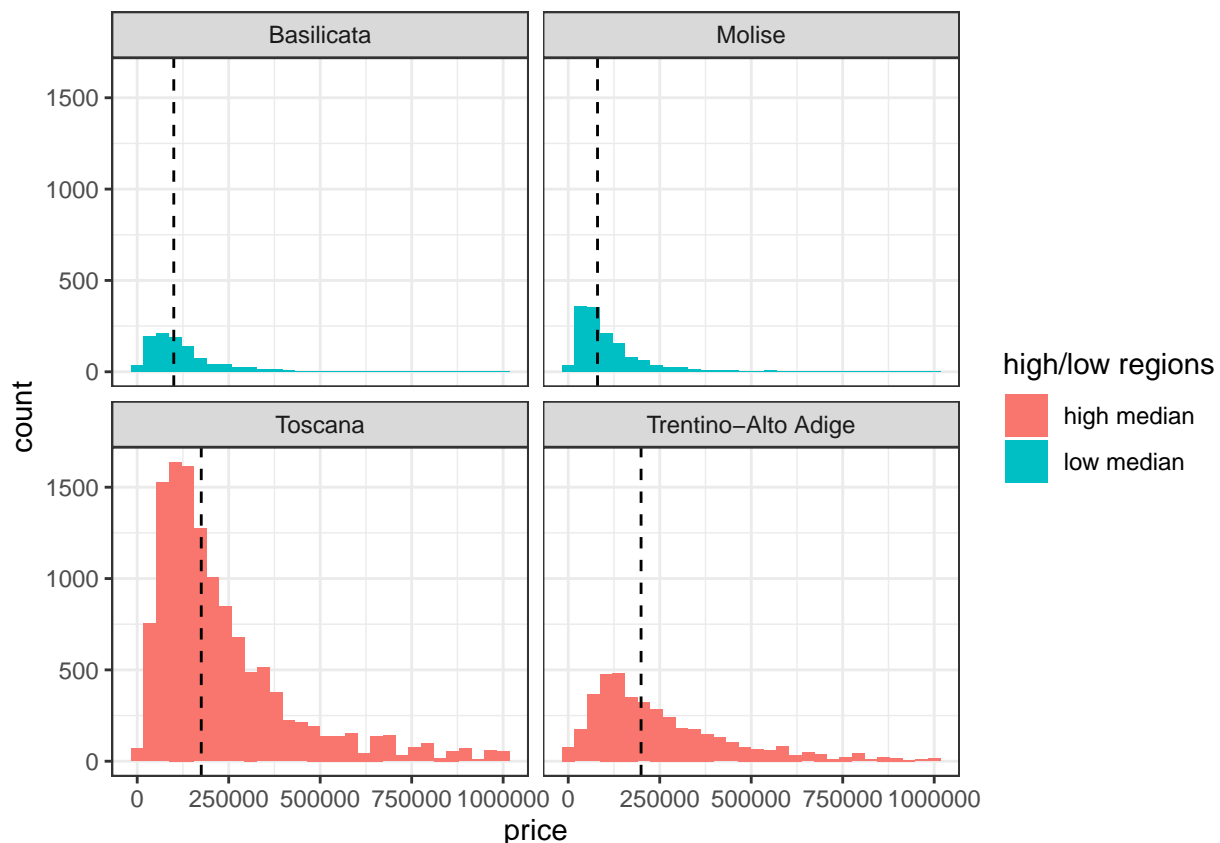 Basilicata
Molise
1500
1000
500
0
Toscana
Trentino−Alto Adige
1500
1000
500
0
0 250000 500000 750000 1000000
0 250000 500000 750000 1000000
price
count
high/low regions
high median
low median